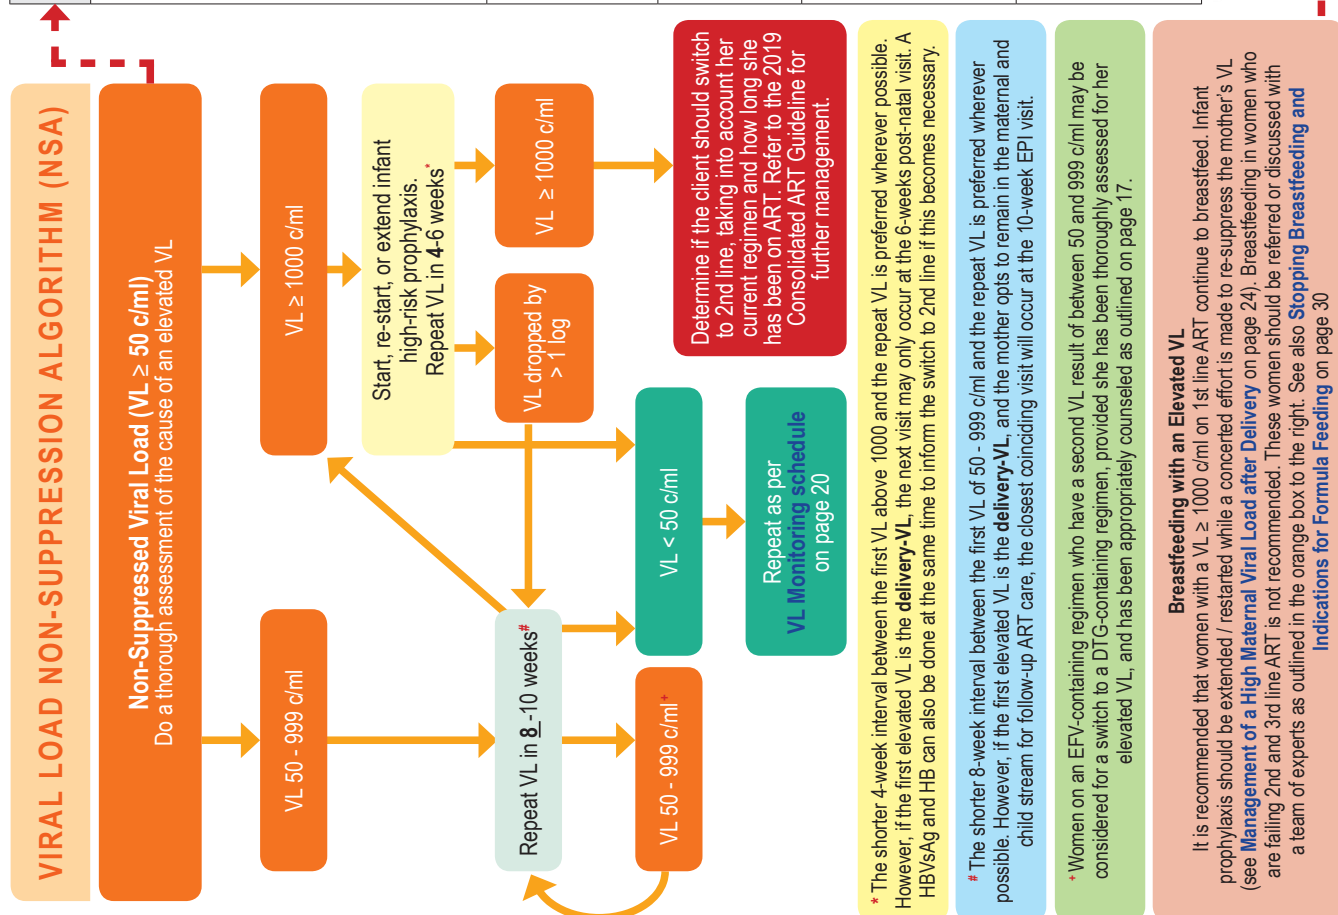 VIRAL LOAD NON-SUPPRESSION ALGORITHM (NSA)
Non-Suppressed Viral Load (VL ≥ 50 c/ml)
Do a thorough assessment of the cause of an elevated VL
VL 50 - 999 c/ml
VL ≥ 1000 c/ml
Start, re-start, or extend infant
high-risk prophylaxis.
Repeat VL in 4-6 weeks*
Repeat VL in 8 -10 weeks#
VL dropped by
> 1 log
VL ≥ 1000 c/ml
VL 50 - 999 c/ml+
VL < 50 c/ml
Repeat as per
VL Monitoring schedule
on page 20
Determine if the client should switch
to 2nd line, taking into account her
current regimen and how long she
has been on ART. Refer to the 2019
Consolidated ART Guideline for
further management.
* The shorter 4-week interval between the first VL above 1000 and the repeat VL is preferred wherever possible.
However, if the first elevated VL is the delivery-VL, the next visit may only occur at the 6-weeks post-natal visit. A
HBVsAg and HB can also be done at the same time to inform the switch to 2nd line if this becomes necessary.
# The shorter 8-week interval between the first VL of 50 - 999 c/ml and the repeat VL is preferred wherever
possible. However, if the first elevated VL is the delivery-VL, and the mother opts to remain in the maternal and
child stream for follow-up ART care, the closest coinciding visit will occur at the 10-week EPI visit.
+ Women on an EFV-containing regimen who have a second VL result of between 50 and 999 c/ml may be
considered for a switch to a DTG-containing regimen, provided she has been thoroughly assessed for her
elevated VL, and has been appropriately counseled as outlined on page 17.
Breastfeeding with an Elevated VL
It is recommended that women with a VL ≥ 1000 c/ml on 1st line ART continue to breastfeed. Infant
prophylaxis should be extended / restarted while a concerted effort is made to re-suppress the mother's VL
(see Management of a High Maternal Viral Load after Delivery on page 24). Breastfeeding in women who
are failing 2nd and 3rd line ART is not recommended. These women should be referred or discussed with
a team of experts as outlined in the orange box to the right. See also Stopping Breastfeeding and
Indications for Formula Feeding on page 30